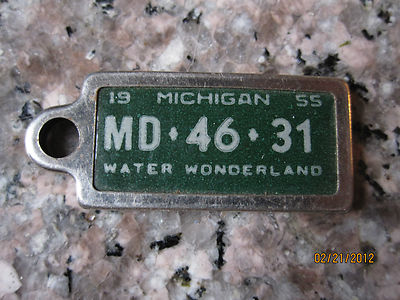 19 MICHIGAN 55
MD·46·31
WATER WONDERLAND
02/21/2012